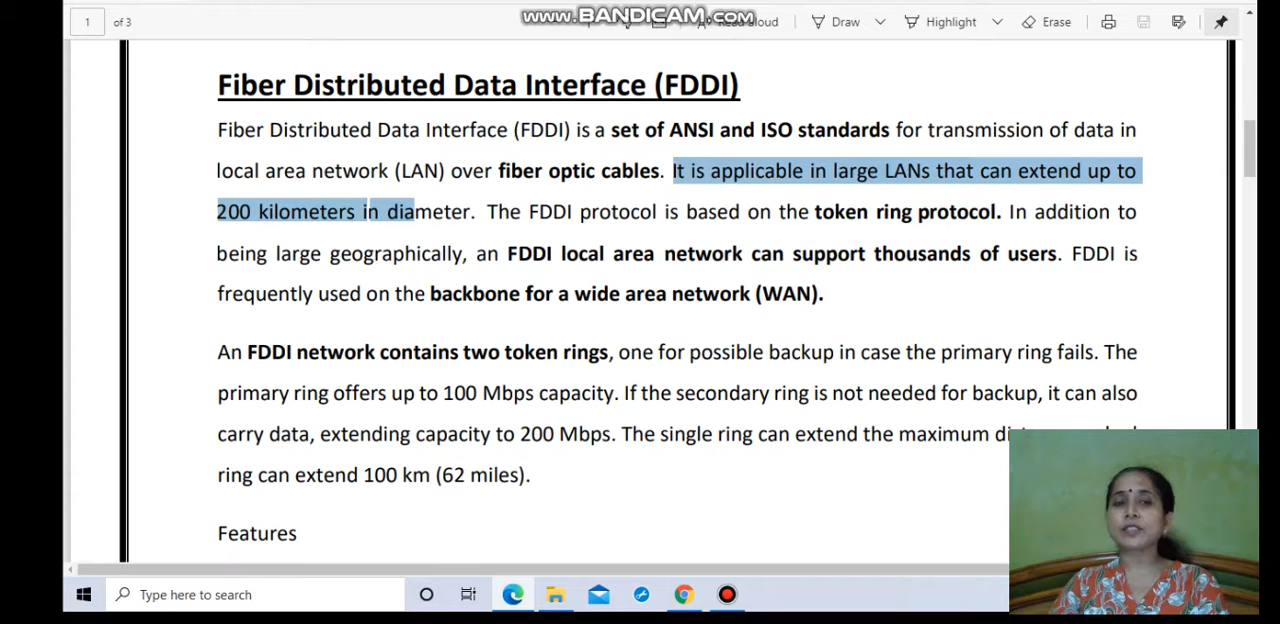 www.BANDICAM.com
1 of 3
Read aloud
Draw
Highlight
Erase
Fiber Distributed Data Interface (FDDI)
Fiber Distributed Data Interface (FDDI) is a set of ANSI and ISO standards for transmission of data in
local area network (LAN) over fiber optic cables. It is applicable in large LANs that can extend up to
200 kilometers in diameter. The FDDI protocol is based on the token ring protocol. In addition to
being large geographically, an FDDI local area network can support thousands of users. FDDI is
frequently used on the backbone for a wide area network (WAN).
An FDDI network contains two token rings, one for possible backup in case the primary ring fails. The
primary ring offers up to 100 Mbps capacity. If the secondary ring is not needed for backup, it can also
carry data, extending capacity to 200 Mbps. The single ring can extend the maximum
ring can extend 100 km (62 miles).
Features
Type here to search